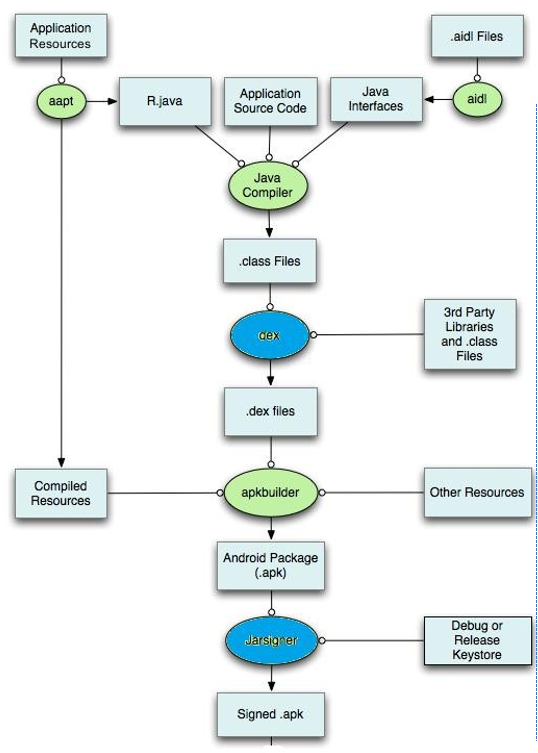 Application
Resources
.aidl Files
aapt
R.java
Application
Source Code
Java
Interfaces
aidl
Java
Compiler
.class Files
dex
3rd Party
Libraries
and .class
Files
.dex files
Compiled
Resources
apkbuilder
Other Resources
Android Package
(.apk)
Jarsigner
Debug or
Release
Keystore
Signed .apk